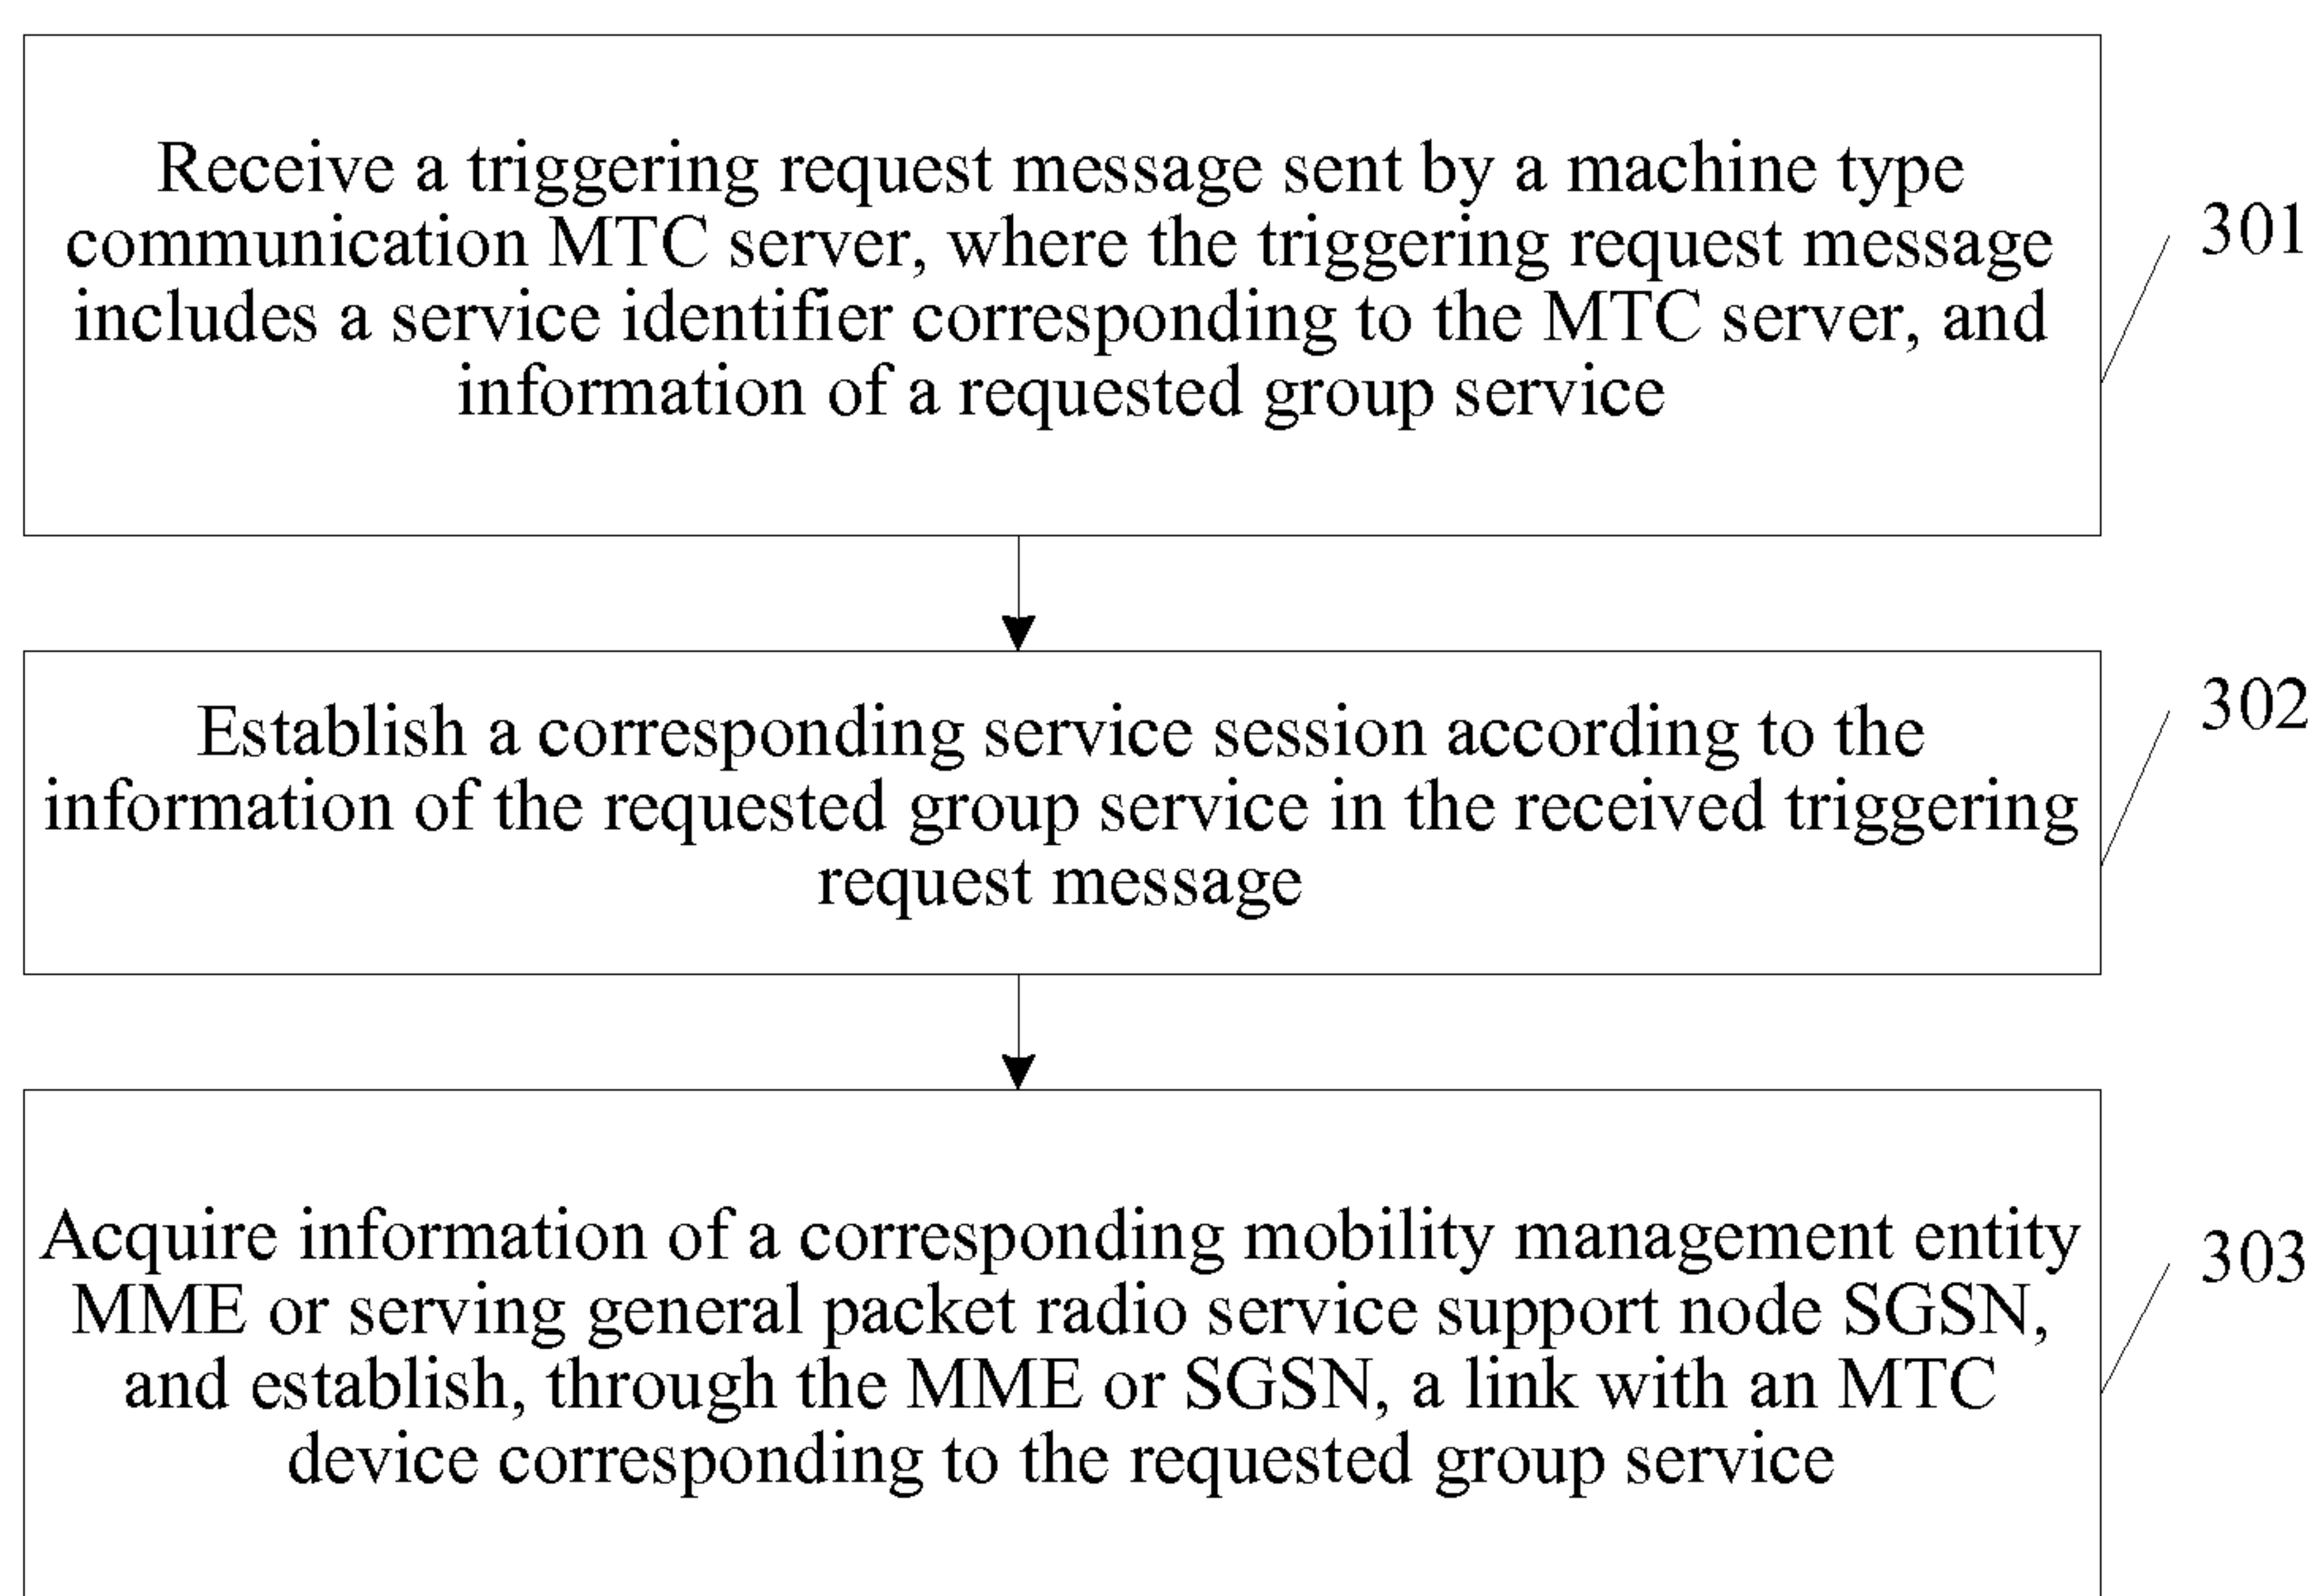 Receive a triggering request message sent by a machine type
communication MTC server, where the triggering request message
includes a service identifier corresponding to the MTC server, and
information of a requested group service
301
Establish a corresponding service session according to the
information of the requested group service in the received triggering
request message
302
Acquire information of a corresponding mobility management entity
MME or serving general packet radio service support node SGSN,
and establish, through the MME or SGSN, a link with an MTC
device corresponding to the requested group service
303